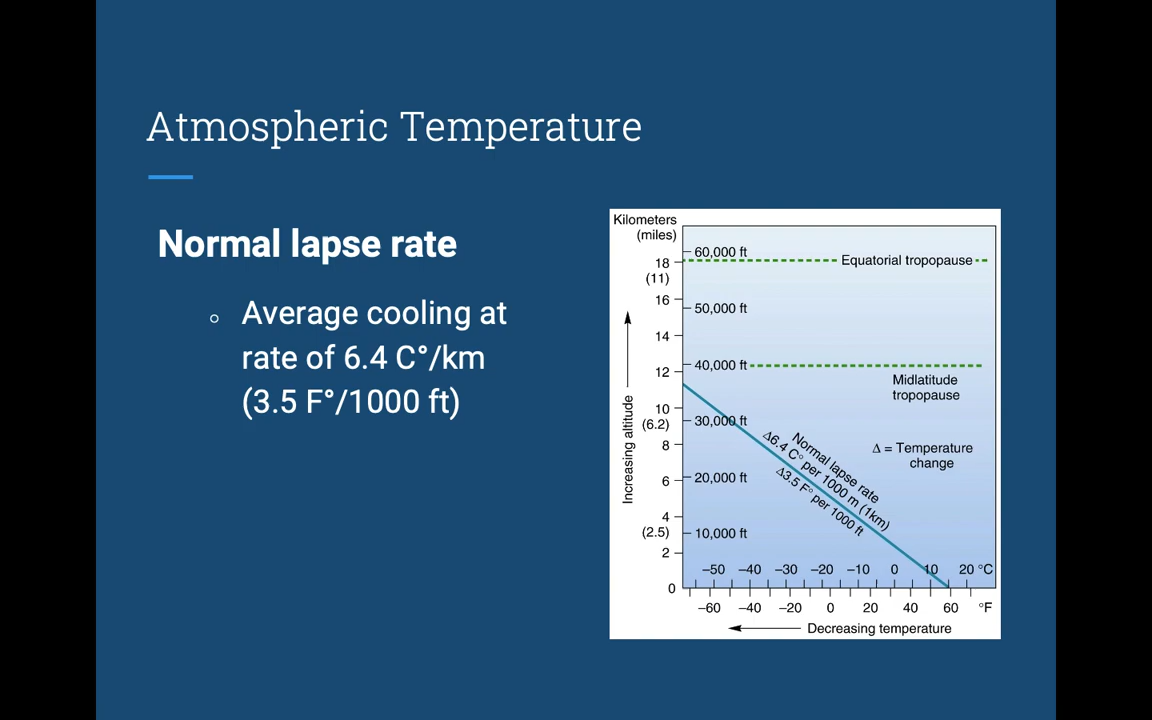 Atmospheric Temperature
Normal lapse rate
Average cooling at
rate of 6.4 C°/km
(3.5 F°/1000 ft)
Kilometers
(miles)
60,000 ft
18
Equatorial tropopause
(11)
16
50,000 ft
14
12
40,000 ft
Midlatitude
tropopause
10
(6.2)
30,000 ft
8
6
20,000 ft
4
(2.5)
10,000 ft
2
0
Increasing altitude
Normal lapse rate
Δ6.4 C° per 1000 m (1km)
Δ3.5 F° per 1000 ft
Δ = Temperature
change
–50 –40 –30 –20 –10 0 10 20 °C
–60 –40 –20 0 20 40 60 °F
Decreasing temperature